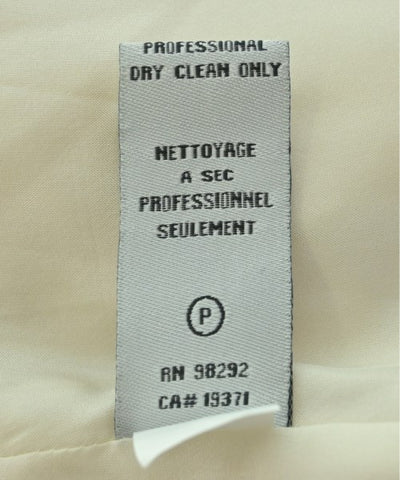 PROFESSIONAL
DRY CLEAN ONLY
NETTOYAGE
A SEC
PROFESSIONNEL
SEULEMENT
P
RN 98292
CA# 19371